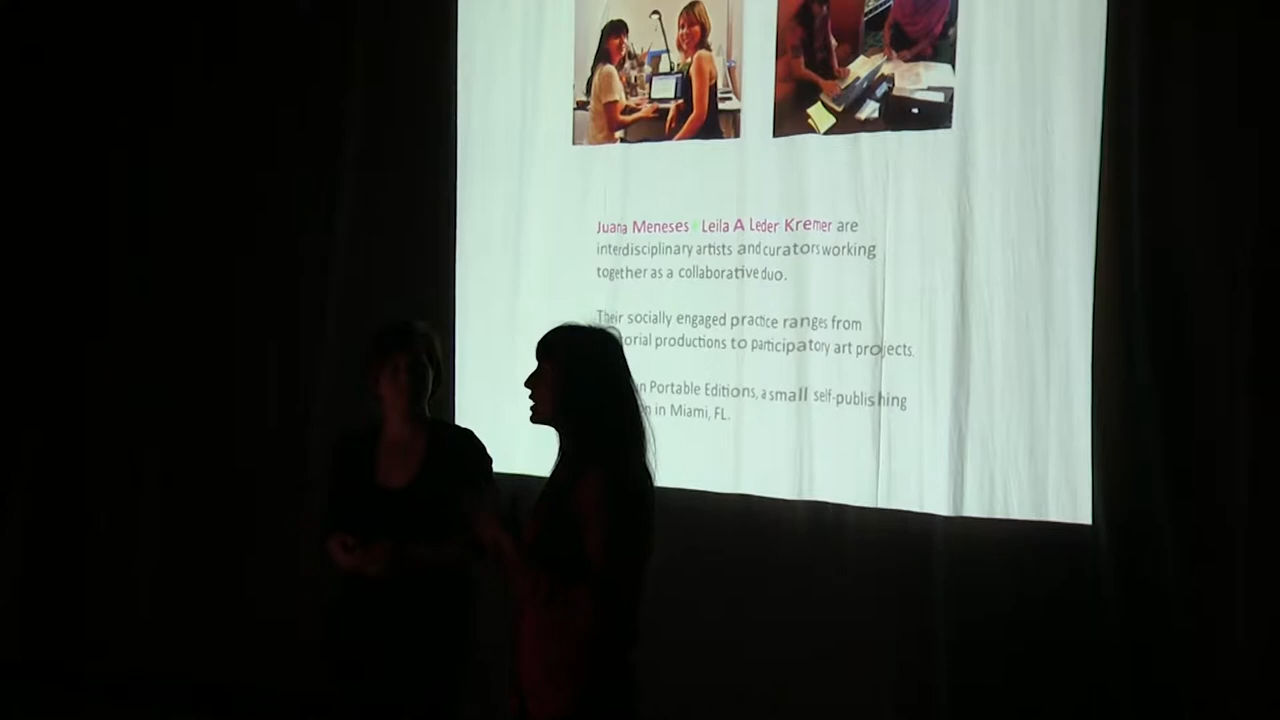 Juana Meneses + Leila A Leder Kremer are
interdisciplinary artists and curators working
together as a collaborative duo.
Their socially engaged practice ranges from
orial productions to participatory art projects.
n Portable Editions, a small self-publishing
n in Miami, FL.